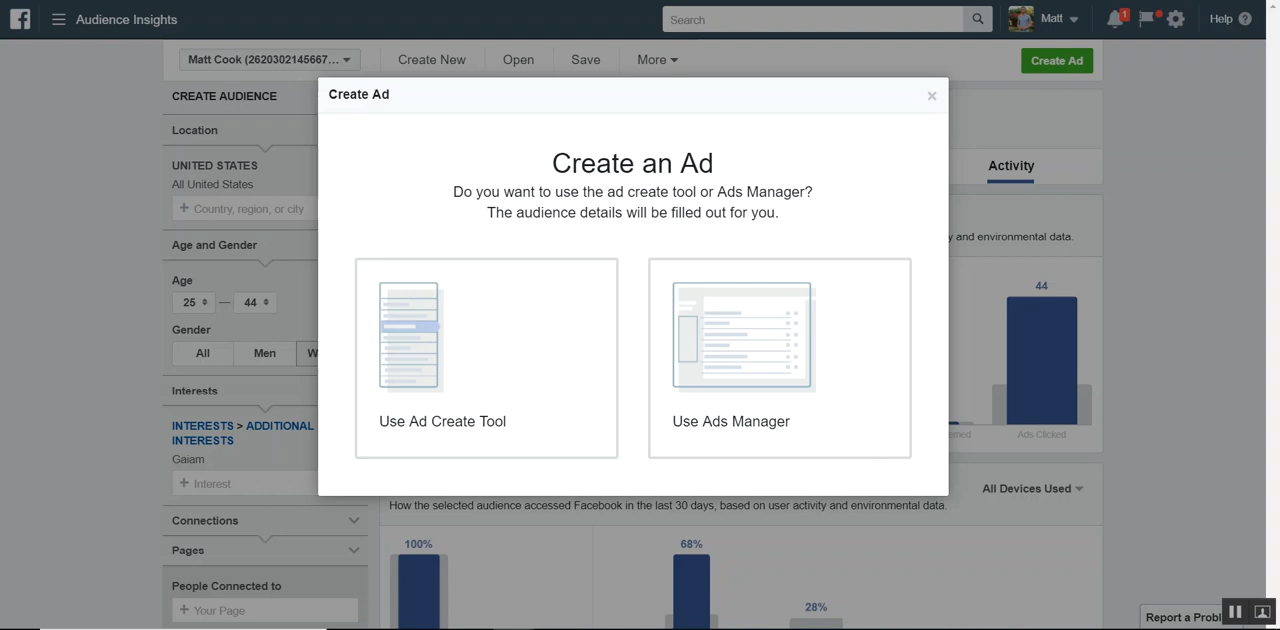 Audience Insights
Search
Matt
1
Help
Matt Cook (2620302145667...
Create New
Open
Save
More
Create Ad
CREATE AUDIENCE
Location
UNITED STATES
All United States
+ Country, region, or city
Age and Gender
Age
25 — 44
Gender
All
Men
Interests
INTERESTS > ADDITIONAL
INTERESTS
Gaiam
+ Interest
Connections
Pages
People Connected to
+ Your Page
Create Ad
×
Create an Ad
Do you want to use the ad create tool or Ads Manager?
The audience details will be filled out for you.
Use Ad Create Tool
Use Ads Manager
Activity
y and environmental data.
44
Ads Clicked
All Devices Used
How the selected audience accessed Facebook in the last 30 days, based on user activity and environmental data.
100%
68%
28%
Report a Probl